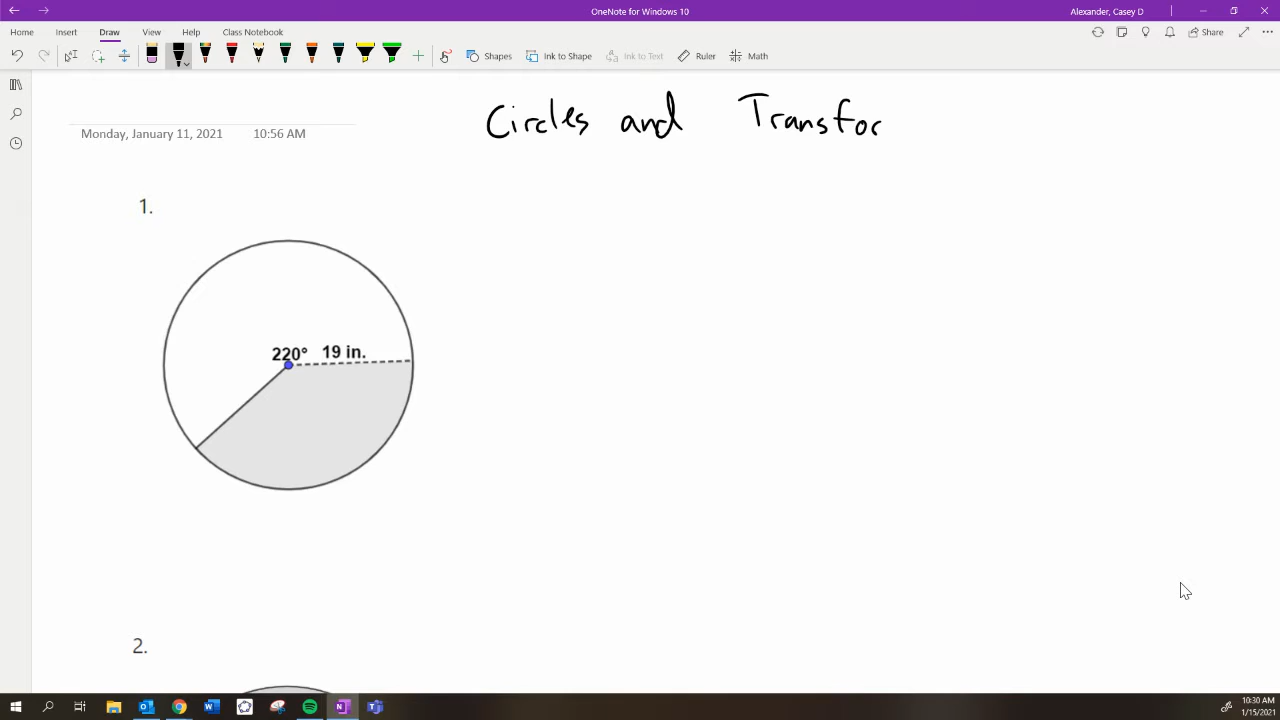 OneNote for Windows 10
Alexander, Casey D
Home Insert Draw View Help Class Notebook
Share
Shapes Ink to Shape Ink to Text Ruler Math
Circles and Transfor
Monday, January 11, 2021 10:56 AM
1.
220° 19 in.
2.
10:30 AM
1/15/2021